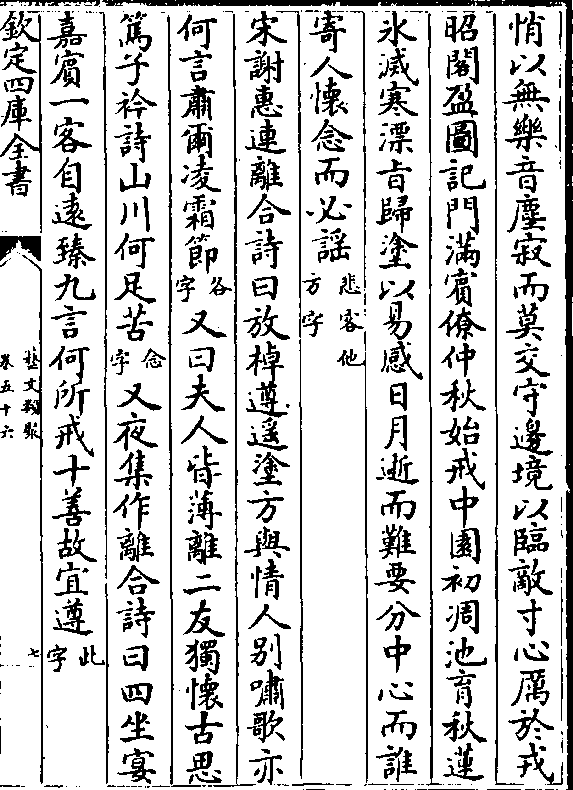 悄以無樂音塵寂而莫交守邊境以臨敵寸心厲於戎
昭閣盈圖記門滿賓僚仲秋始戒中園初凋池育秋蓮
水滅寒漂旨歸塗以易感日月逝而難要分中心而誰
寄人懷念而必謡悲客他方字
宋謝惠連離合詩曰放棹遵遥塗方與情人别嘯歌亦
何言肅爾凌霜節各字又曰夫人皆薄離二友獨懷古思
篤子衿詩山川何足苦念字又夜集作離合詩曰四坐宴
嘉賓一客自遠臻九言何所戒十善故宜遵此字
欽定四庫全書
藝文類聚
卷五十六
七